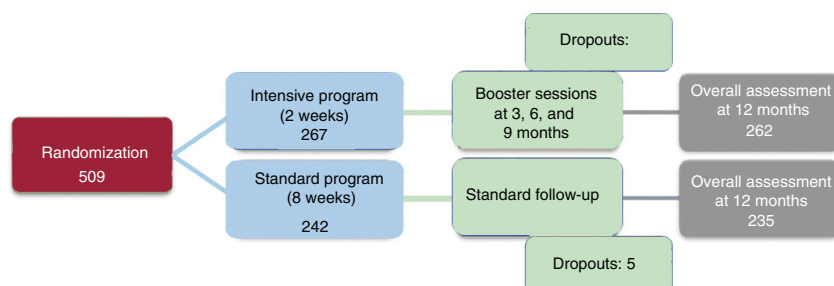 Dropouts:
Intensive program
(2 weeks)
267
Booster sessions
at 3, 6, and
9 months
Overall assessment
at 12 months
262
Randomization
509
Standard program
(8 weeks)
242
Standard follow-up
Overall assessment
at 12 months
235
Dropouts: 5